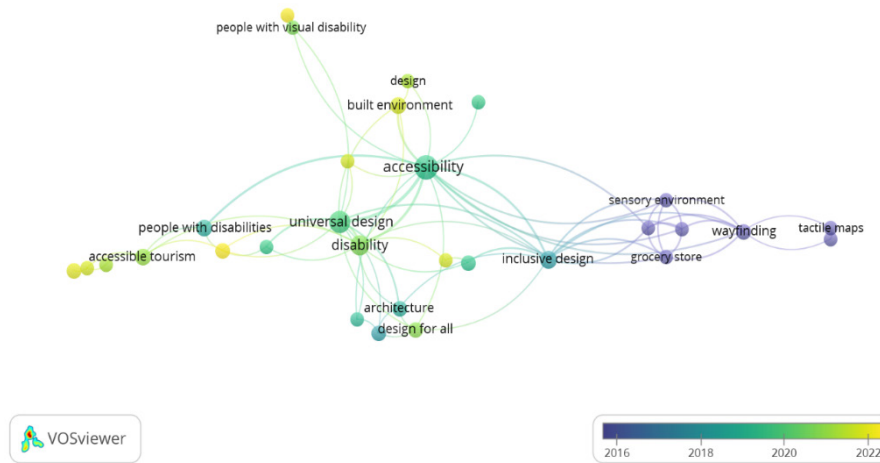 people with visual disability
design
built environment
accessibility
sensory environment
people with disabilities
universal design
wayfinding
tactile maps
disability
accessible tourism
inclusive design
grocery store
architecture
design for all
VOSviewer
2016 2018 2020 2022